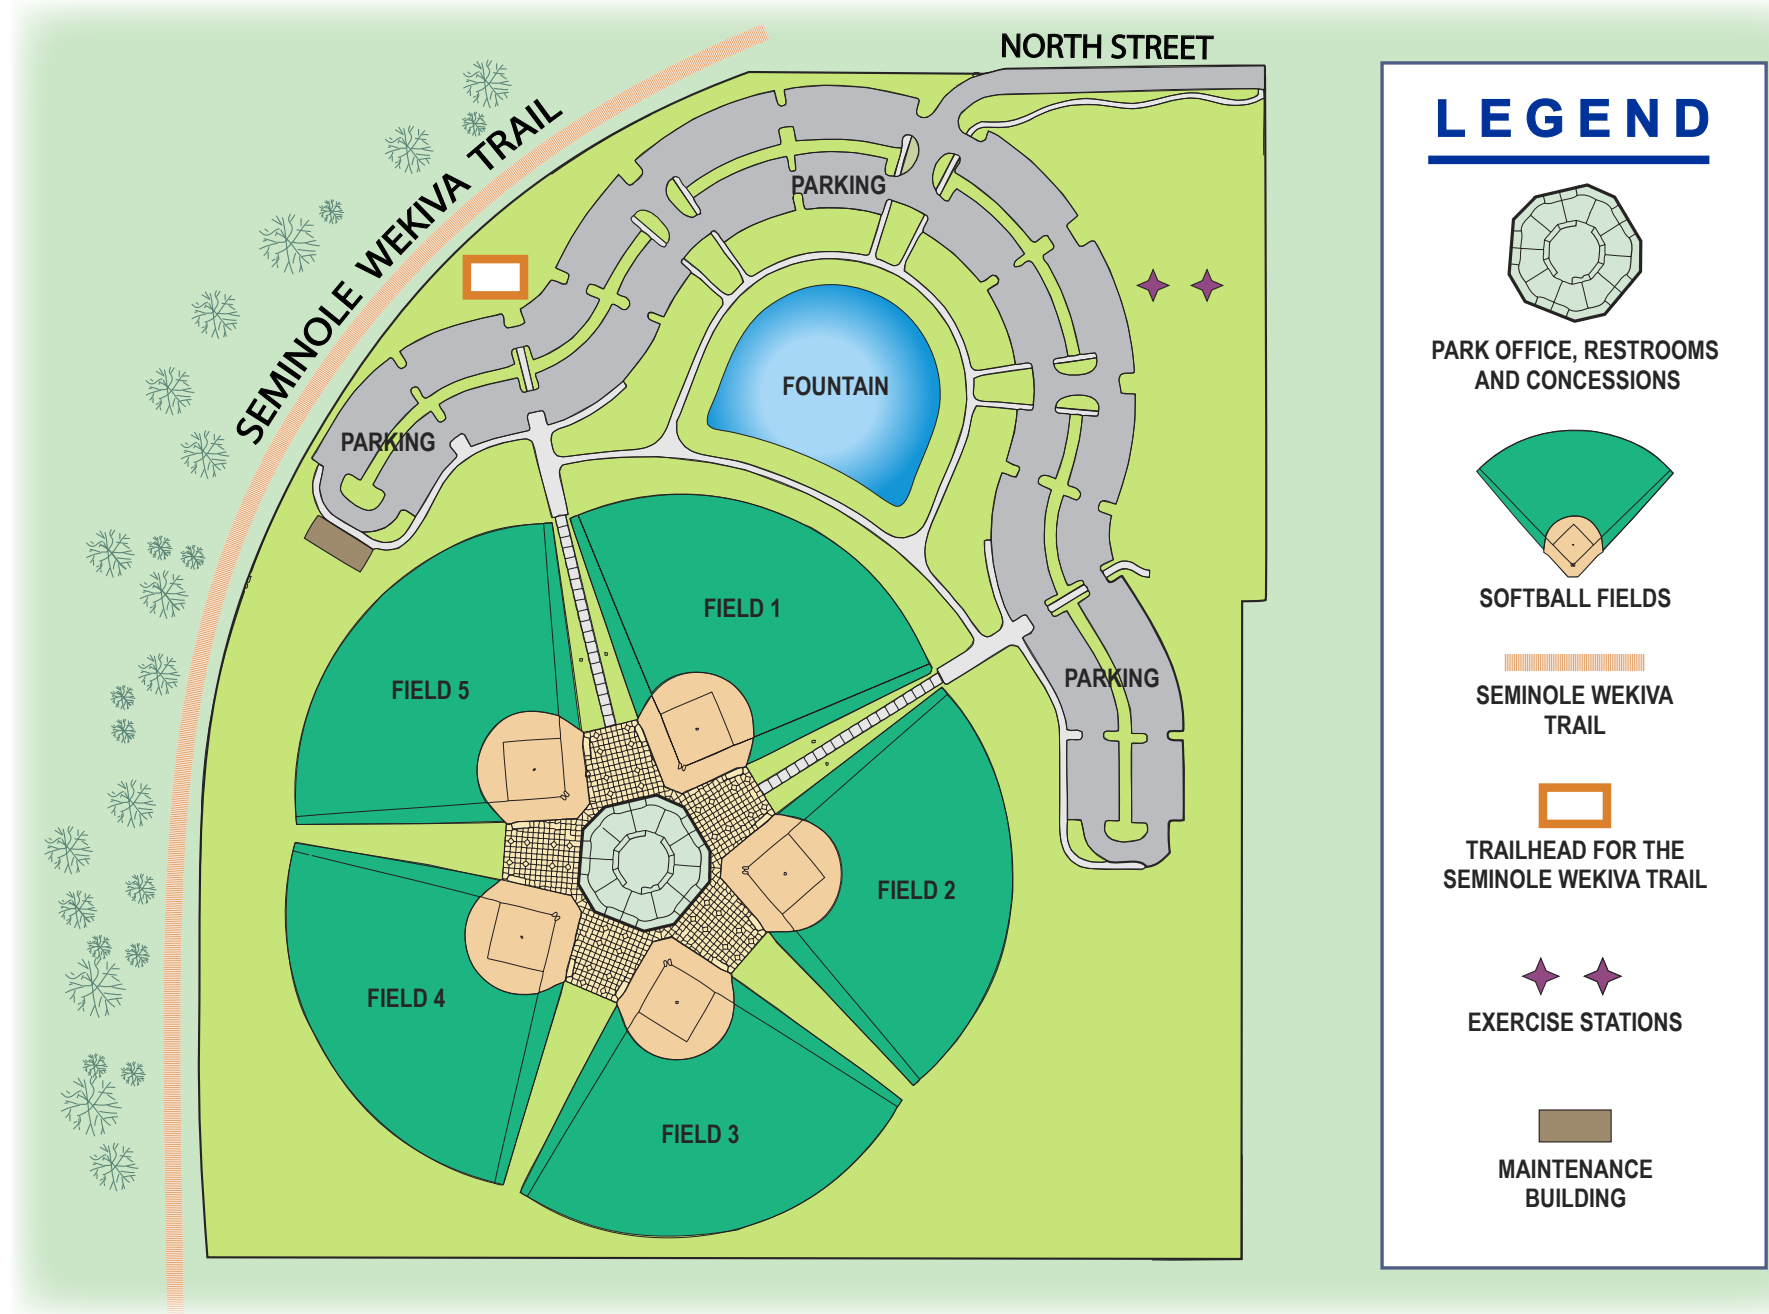 NORTH STREET
SEMINOLE WEKIVA TRAIL
PARKING
FOUNTAIN
PARKING
FIELD 1
PARKING
FIELD 5
FIELD 2
FIELD 4
FIELD 3
LEGEND
PARK OFFICE, RESTROOMS
AND CONCESSIONS
SOFTBALL FIELDS
SEMINOLE WEKIVA
TRAIL
TRAILHEAD FOR THE
SEMINOLE WEKIVA TRAIL
EXERCISE STATIONS
MAINTENANCE
BUILDING